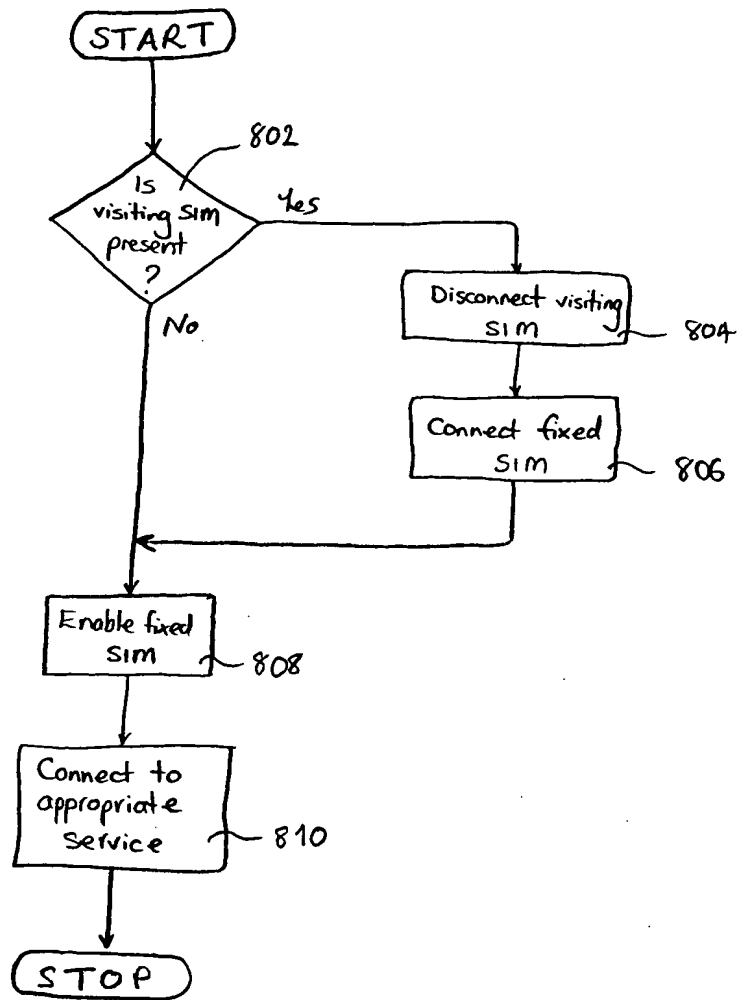 START
802
Is
visiting SIM
present
?
Yes
No
Disconnect visiting
SIM
804
Connect fixed
SIM
806
Enable fixed
SIM
808
Connect to
appropriate
service
810
STOP